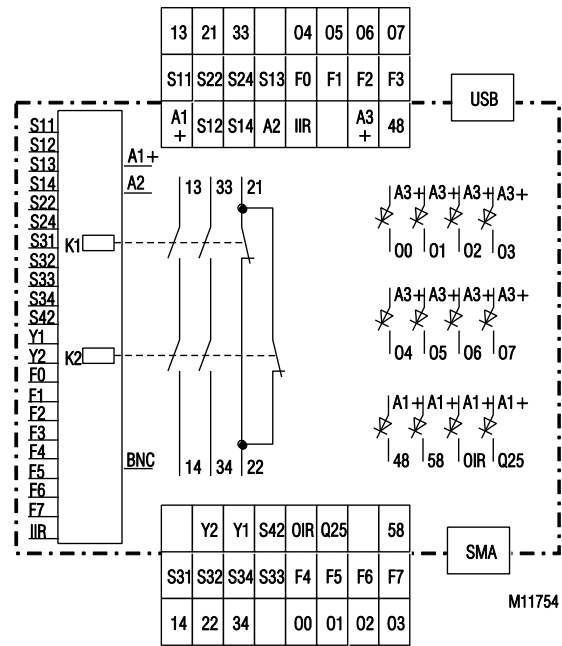 13 21 33 04 05 06 07
S11 S22 S24 S13 F0 F1 F2 F3
A1+ S12 S14 A2 IIR A3+ 48
USB
S11
S12
S13
S14
S22
S24
S31
S32
S33
S34
S42
Y1
Y2
F0
F1
F2
F3
F4
F5
F6
F7
IIR
A1+
A2
K1
K2
BNC
13 33 21
14 34 22
A3+ A3+ A3+ A3+
00 01 02 03
A3+ A3+ A3+ A3+
04 05 06 07
A1+ A1+ A1+ A1+
48 58 0IR Q25
Y2 Y1 S42 0IR Q25 58
S31 S32 S34 S33 F4 F5 F6 F7
14 22 34 00 01 02 03
SMA
M11754